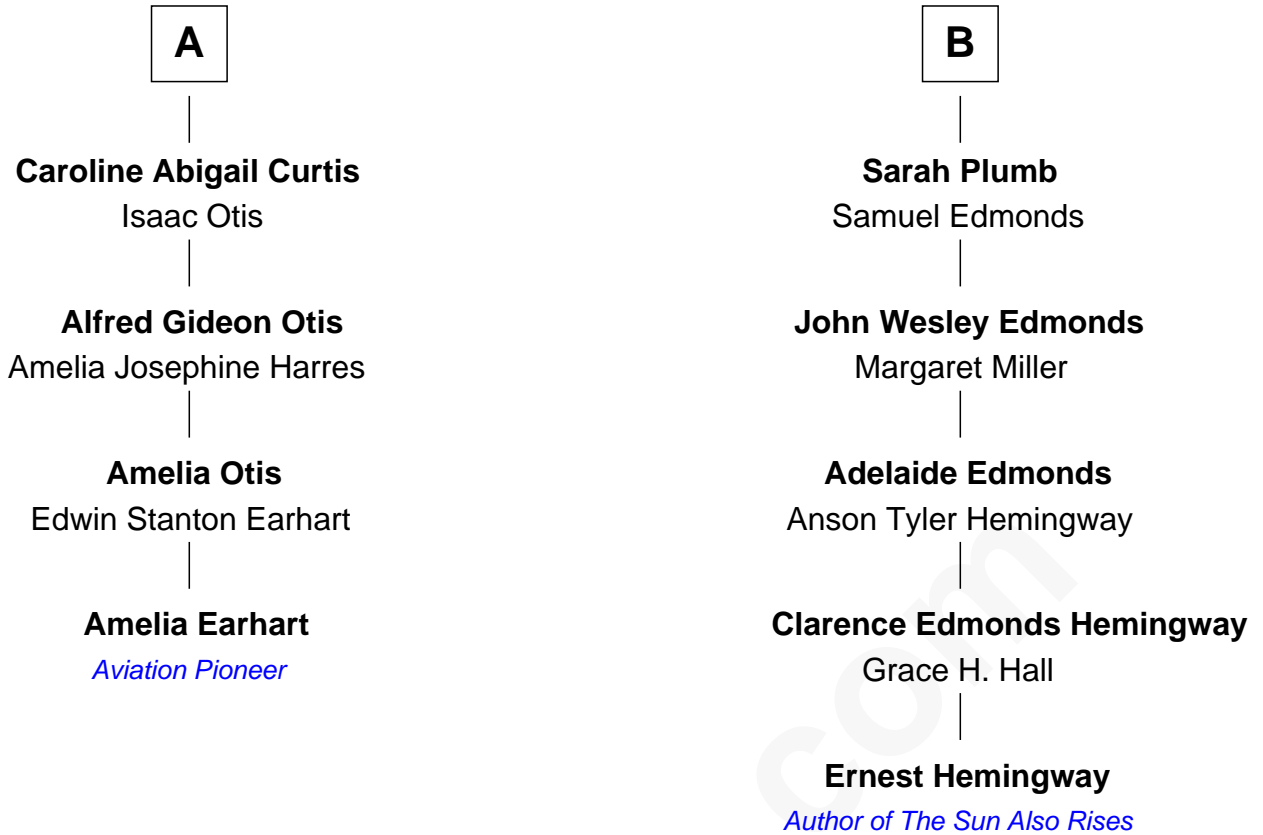 A
Caroline Abigail Curtis
Isaac Otis
Alfred Gideon Otis
Amelia Josephine Harres
Amelia Otis
Edwin Stanton Earhart
Amelia Earhart
Aviation Pioneer
B
Sarah Plumb
Samuel Edmonds
John Wesley Edmonds
Margaret Miller
Adelaide Edmonds
Anson Tyler Hemingway
Clarence Edmonds Hemingway
Grace H. Hall
Ernest Hemingway
Author of The Sun Also Rises
com